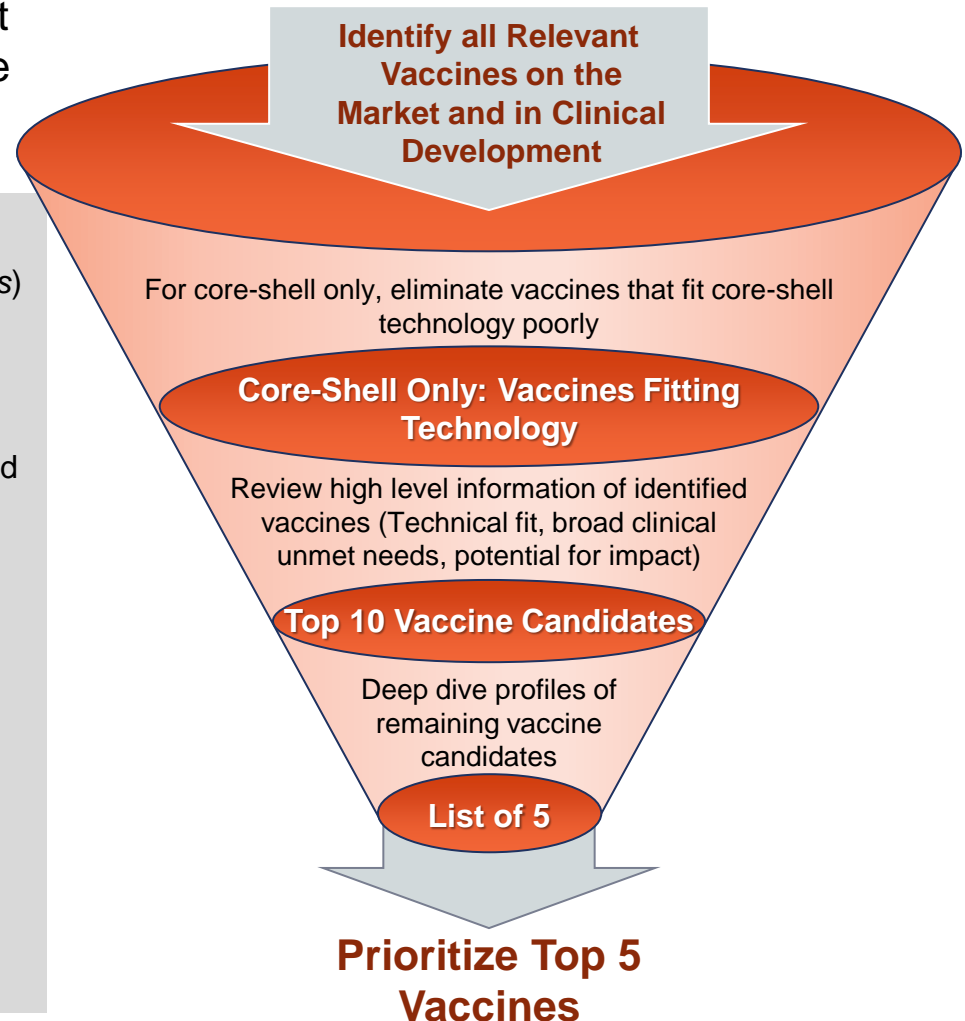 t
e
s)
d
Identify all Relevant
Vaccines on the
Market and in Clinical
Development
For core-shell only, eliminate vaccines that fit core-shell
technology poorly
Core-Shell Only: Vaccines Fitting
Technology
Review high level information of identified
vaccines (Technical fit, broad clinical
unmet needs, potential for impact)
Top 10 Vaccine Candidates
Deep dive profiles of
remaining vaccine
candidates
List of 5
Prioritize Top 5
Vaccines